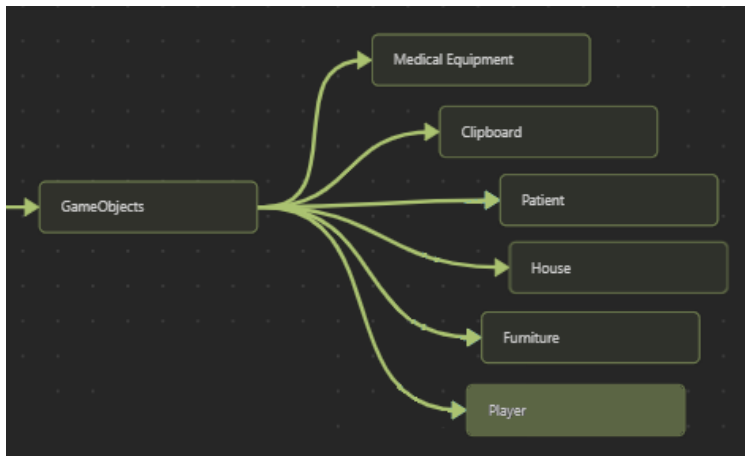 Medical Equipment
Clipboard
GameObjects
Patient
House
Furniture
Player